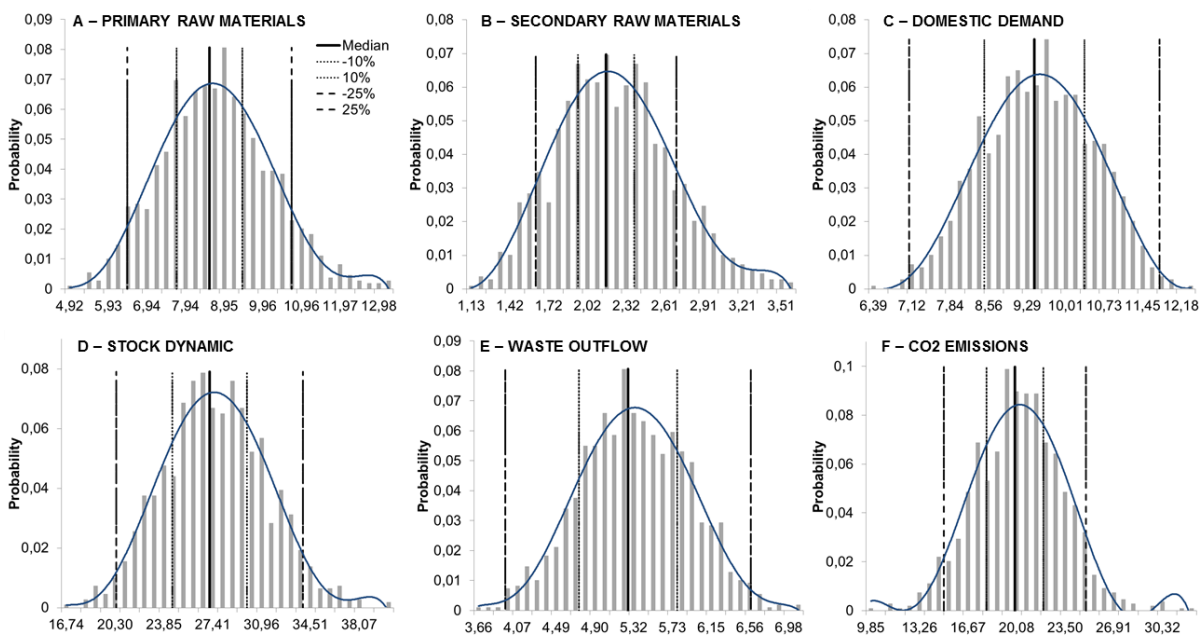 A – PRIMARY RAW MATERIALS
Probability
0,09
0,08
0,07
0,06
0,05
0,04
0,03
0,02
0,01
0
4,92 5,93 6,94 7,94 8,95 9,96 10,96 11,97 12,98
Median
-10%
10%
-25%
25%
B – SECONDARY RAW MATERIALS
Probability
0,08
0,07
0,06
0,05
0,04
0,03
0,02
0,01
0
1,13 1,42 1,72 2,02 2,32 2,61 2,91 3,21 3,51
C – DOMESTIC DEMAND
Probability
0,08
0,07
0,06
0,05
0,04
0,03
0,02
0,01
0
6,39 7,12 7,84 8,56 9,29 10,01 10,73 11,45 12,18
D – STOCK DYNAMIC
Probability
0,08
0,06
0,04
0,02
0
16,74 20,30 23,85 27,41 30,96 34,51 38,07
E – WASTE OUTFLOW
Probability
0,09
0,08
0,07
0,06
0,05
0,04
0,03
0,02
0,01
0
3,66 4,07 4,49 4,90 5,32 5,73 6,15 6,56 6,98
F – CO2 EMISSIONS
Probability
0,1
0,08
0,06
0,04
0,02
0
9,85 13,26 16,67 20,08 23,50 26,91 30,32